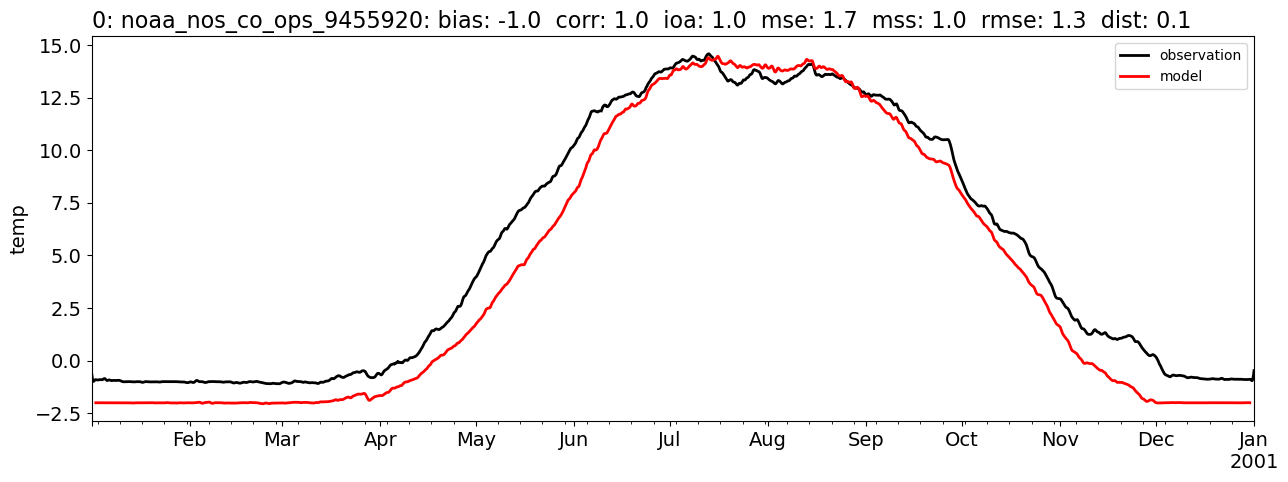 0: noaa_nos_co_ops_9455920: bias: -1.0  corr: 1.0  ioa: 1.0  mse: 1.7  mss: 1.0  rmse: 1.3  dist: 0.1
15.0
12.5
10.0
7.5
5.0
2.5
0.0
−2.5
temp
observation
model
Feb Mar Apr May Jun Jul Aug Sep Oct Nov Dec Jan
2001